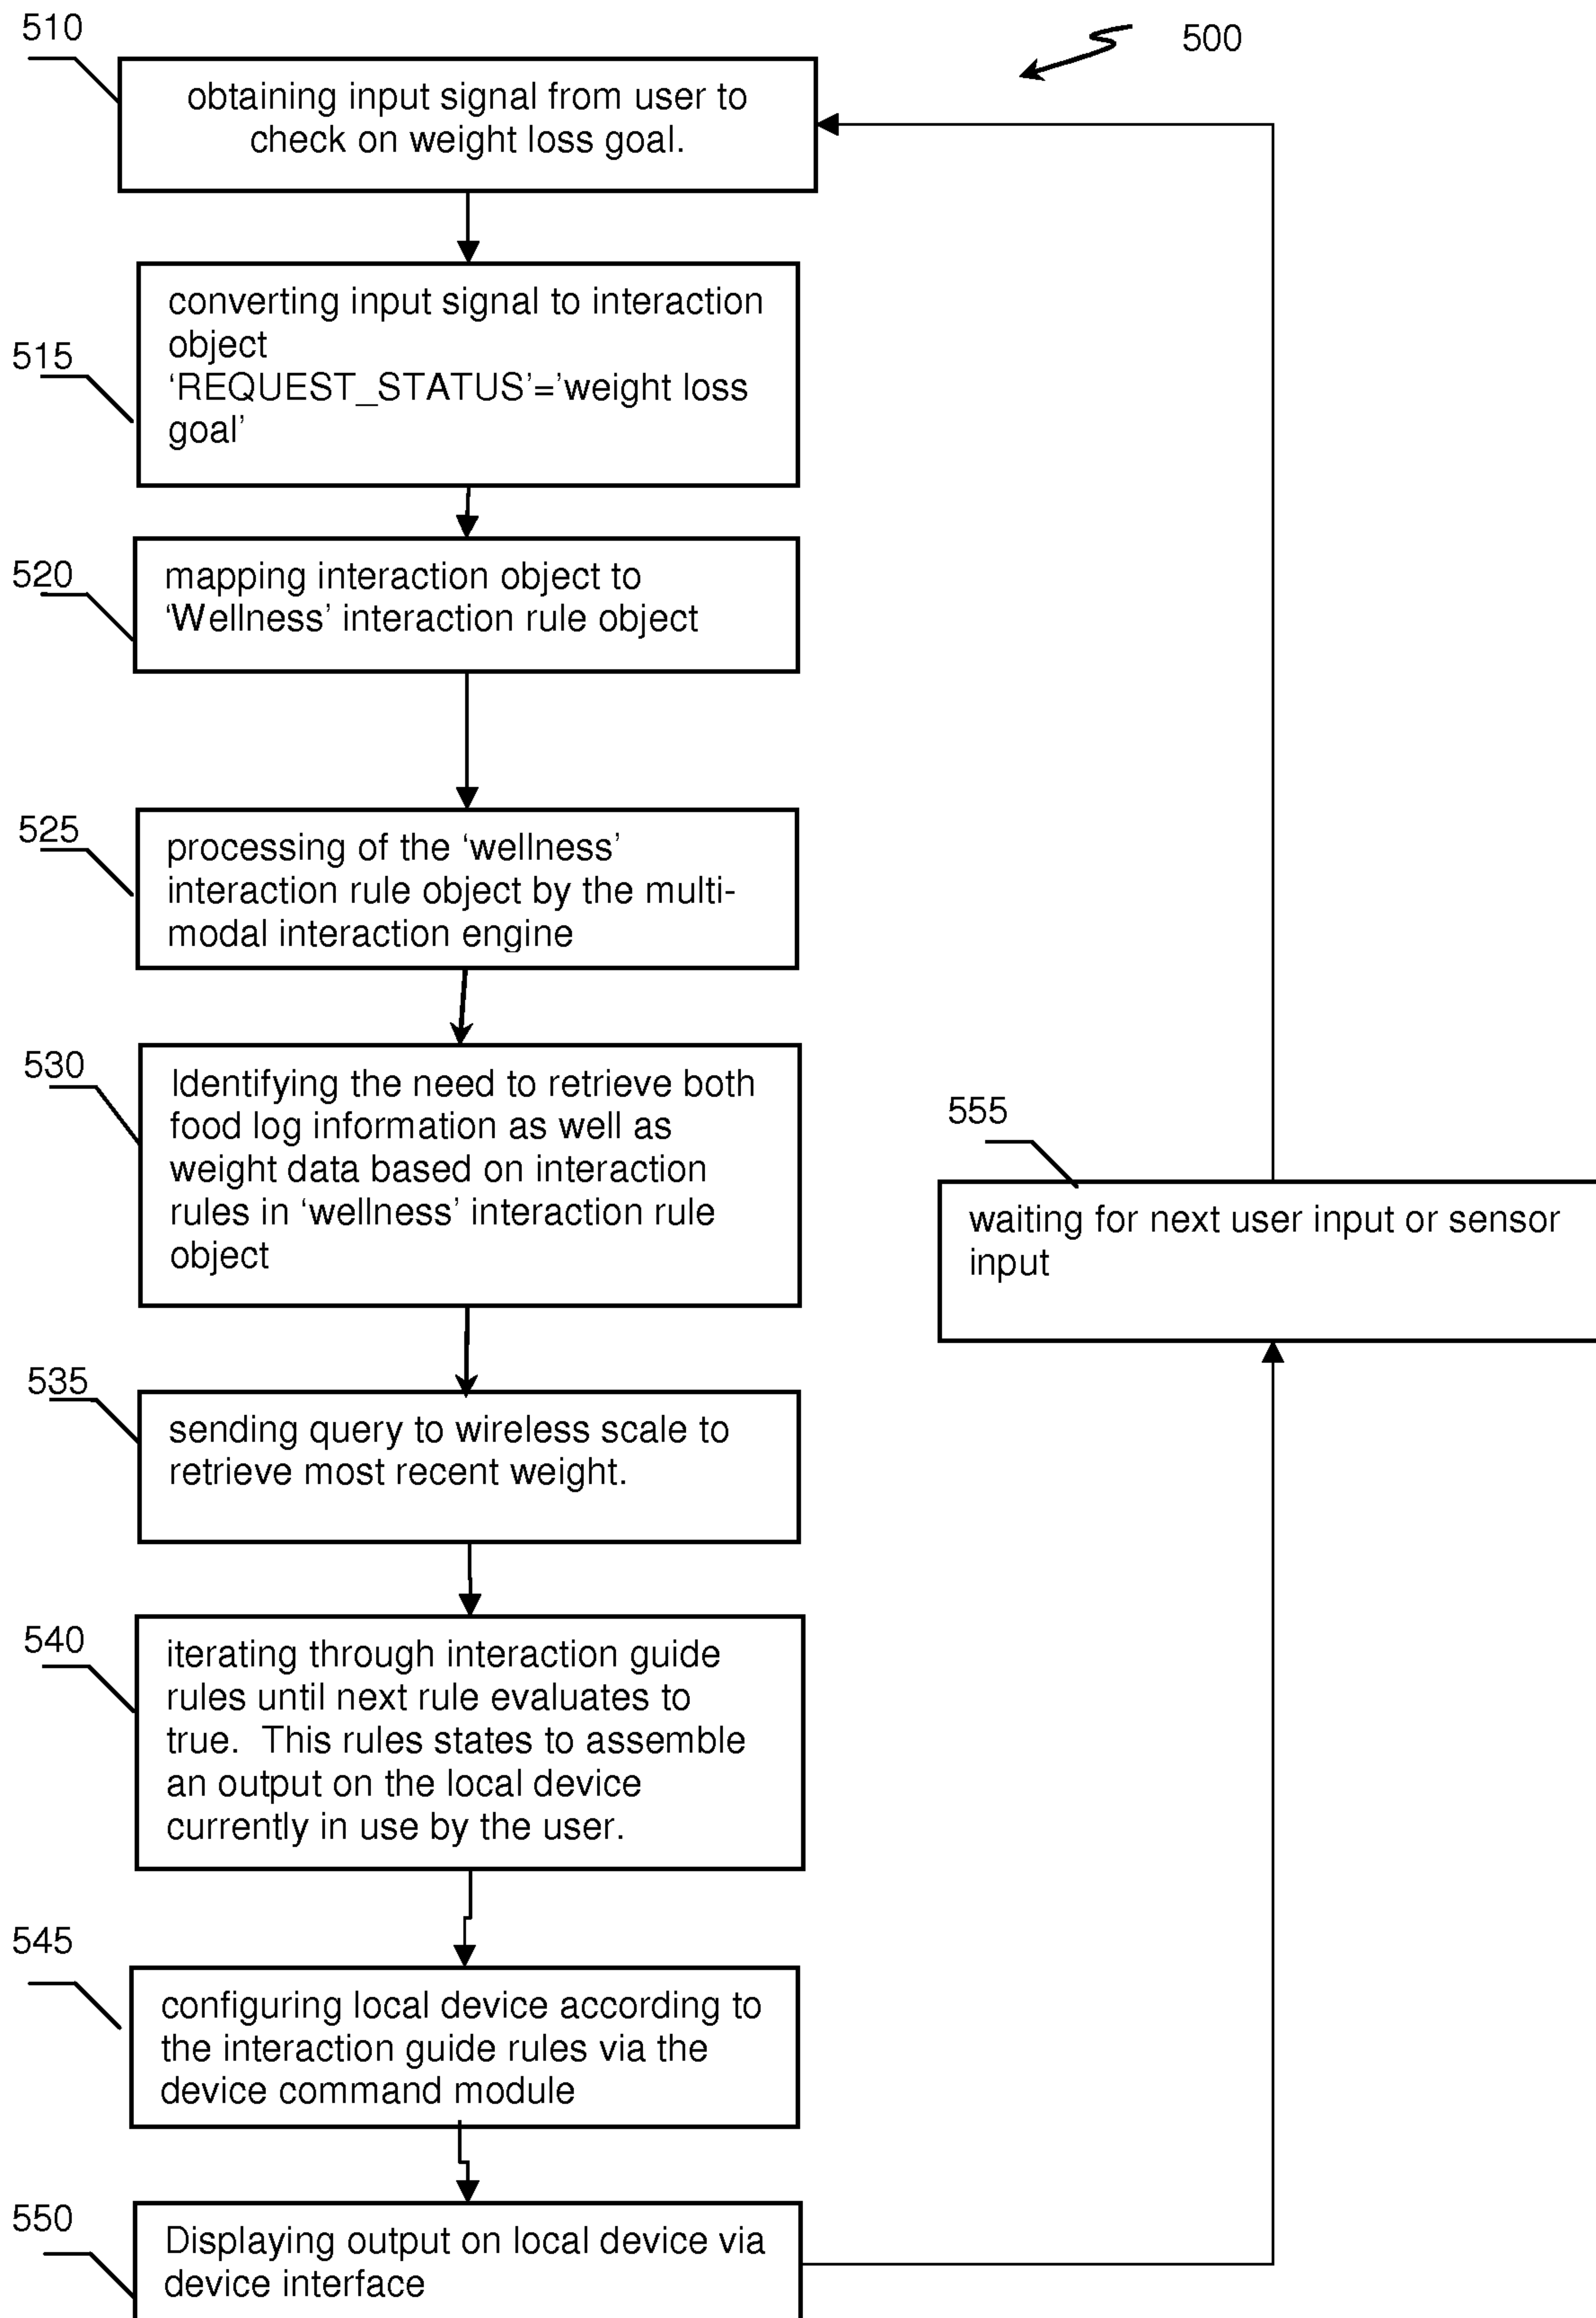 510
500
obtaining input signal from user to
check on weight loss goal.
515
converting input signal to interaction
object
‘REQUEST_STATUS’=’weight loss
goal’
520
mapping interaction object to
‘Wellness’ interaction rule object
525
processing of the ‘wellness’
interaction rule object by the multi-
modal interaction engine
530
Identifying the need to retrieve both
food log information as well as
weight data based on interaction
rules in ‘wellness’ interaction rule
object
555
waiting for next user input or sensor
input
535
sending query to wireless scale to
retrieve most recent weight.
540
iterating through interaction guide
rules until next rule evaluates to
true.  This rules states to assemble
an output on the local device
currently in use by the user.
545
configuring local device according to
the interaction guide rules via the
device command module
550
Displaying output on local device via
device interface